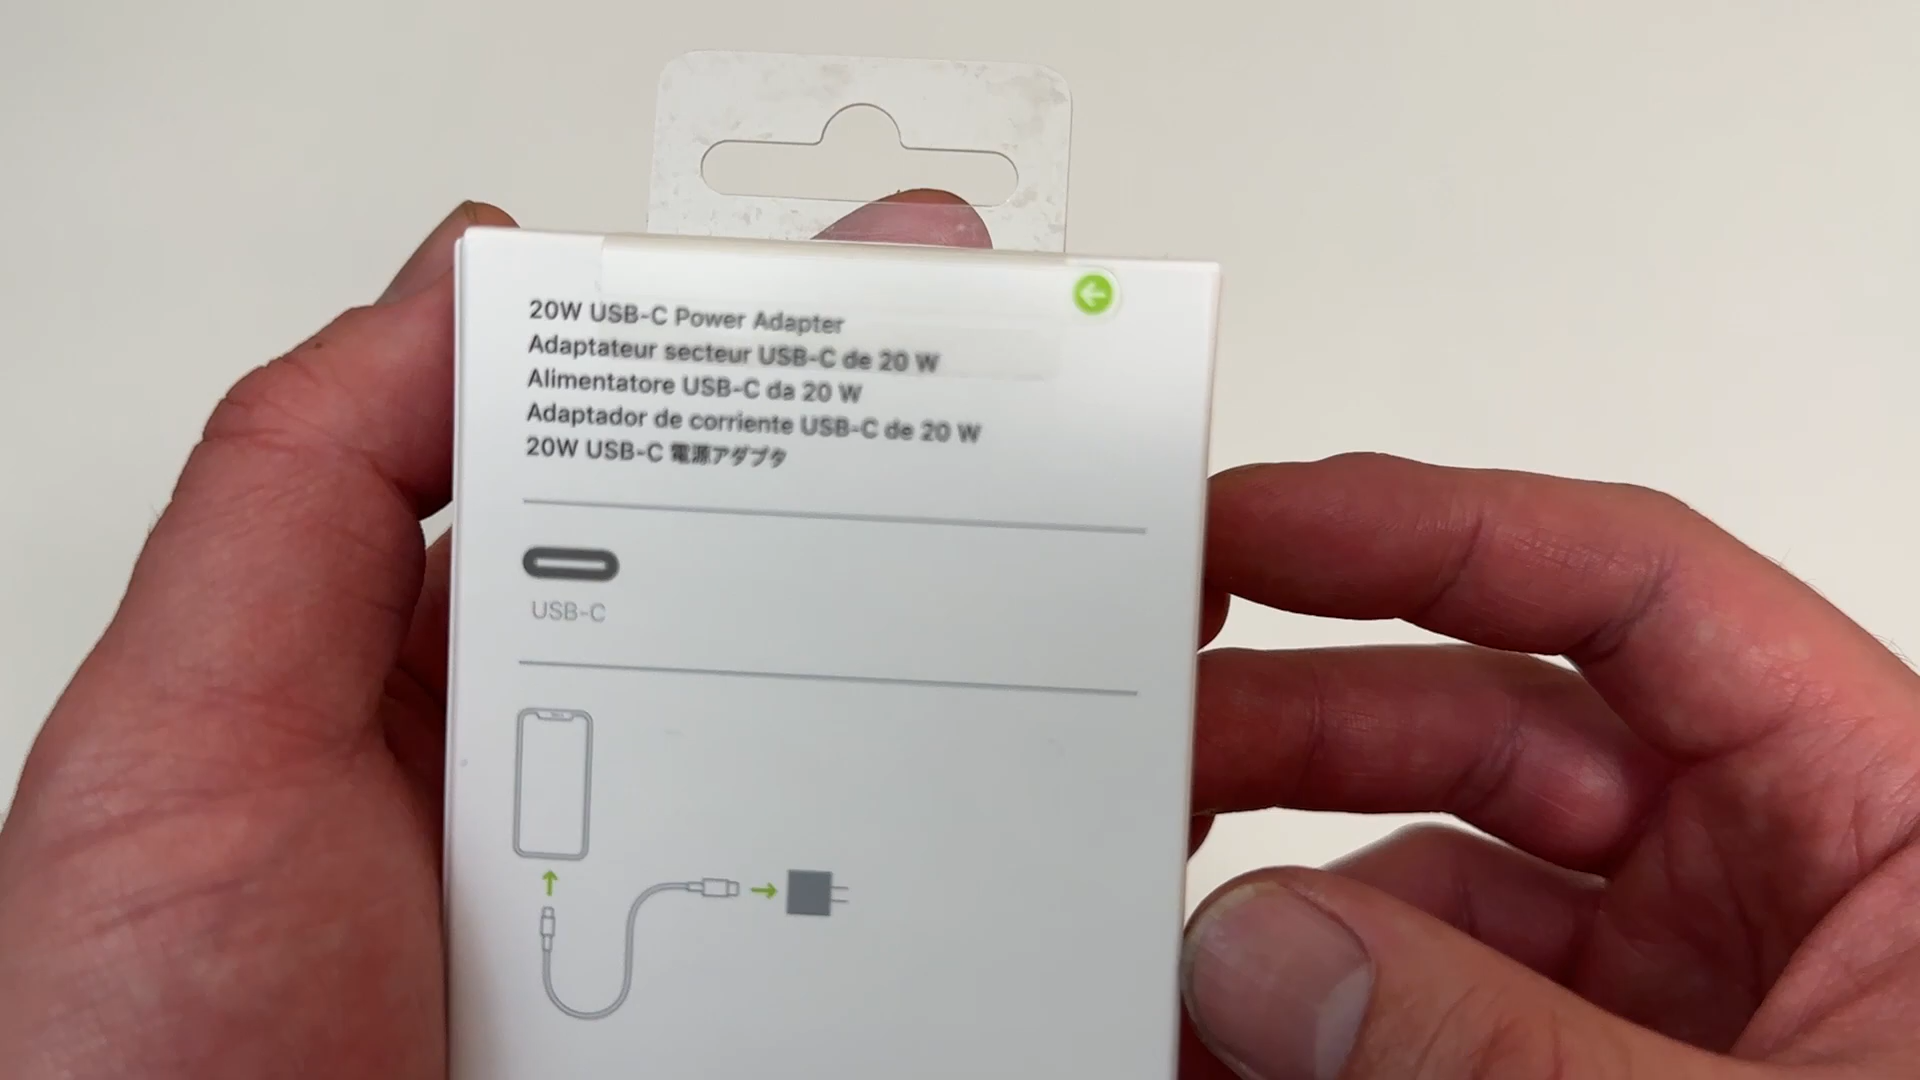 20W USB-C Power Adapter
Adaptateur secteur USB-C de 20 W
Alimentatore USB-C da 20 W
Adaptador de corriente USB-C de 20 W
20W USB-C 電源アダプタ
USB-C